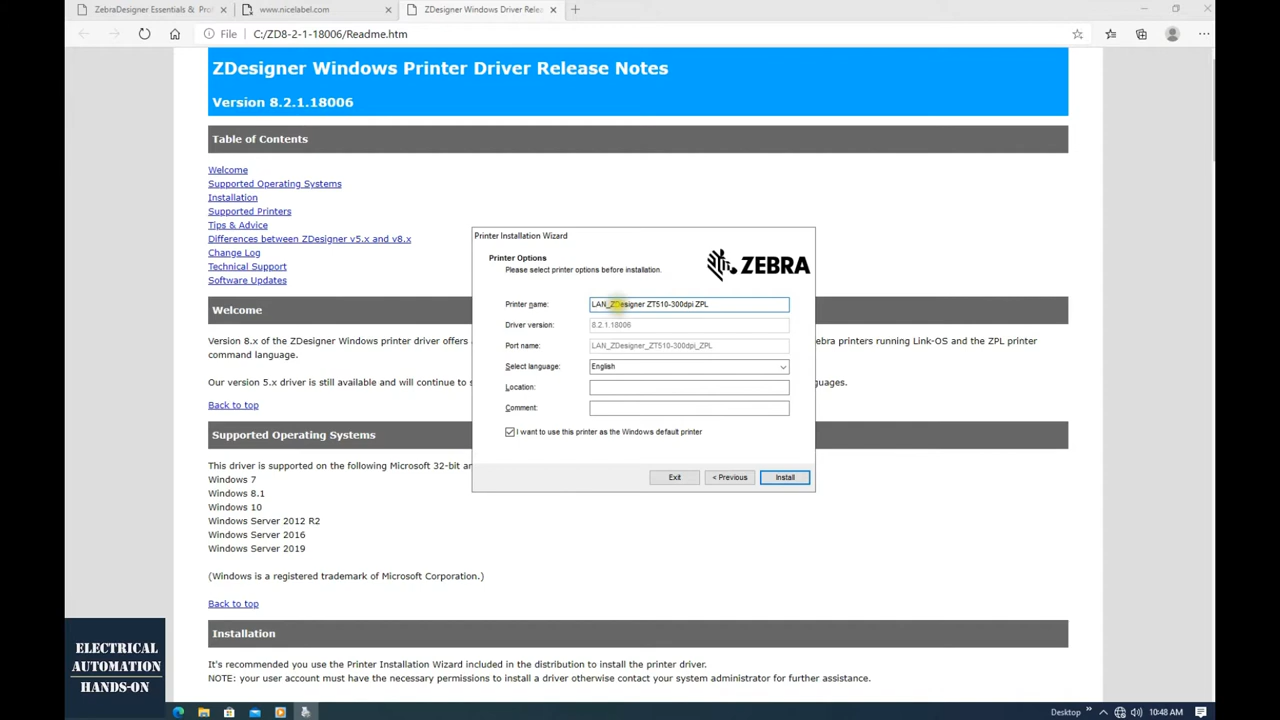 ZebraDesigner Essentials & Pro
www.nicelabel.com
ZDesigner Windows Driver Rele
File
C:/ZD8-2-1-18006/Readme.htm
ZDesigner Windows Printer Driver Release Notes
Version 8.2.1.18006
Table of Contents
Welcome
Supported Operating Systems
Installation
Supported Printers
Tips & Advice
Differences between ZDesigner v5.x and v8.x
Change Log
Technical Support
Software Updates
Welcome
Version 8.x of the ZDesigner Windows printer driver offers
ebra printers running Link-OS and the ZPL printer
command language.
Our version 5.x driver is still available and will continue to s
guages.
Back to top
Supported Operating Systems
This driver is supported on the following Microsoft 32-bit an
Windows 7
Windows 8.1
Windows 10
Windows Server 2012 R2
Windows Server 2016
Windows Server 2019
(Windows is a registered trademark of Microsoft Corporation.)
Back to top
Installation
It's recommended you use the Printer Installation Wizard included in the distribution to install the printer driver.
NOTE: your user account must have the necessary permissions to install a driver otherwise contact your system administrator for further assistance.
Printer Installation Wizard
Printer Options
Please select printer options before installation.
ZEBRA
Printer name: LAN_ZDesigner ZT510-300dpi ZPL
Driver version: 8.2.1.18006
Port name: LAN_ZDesigner_ZT510-300dpi_ZPL
Select language: English
Location:
Comment:
I want to use this printer as the Windows default printer
Exit
< Previous
Install
ELECTRICAL
AUTOMATION
HANDS-ON
Desktop
10:48 AM